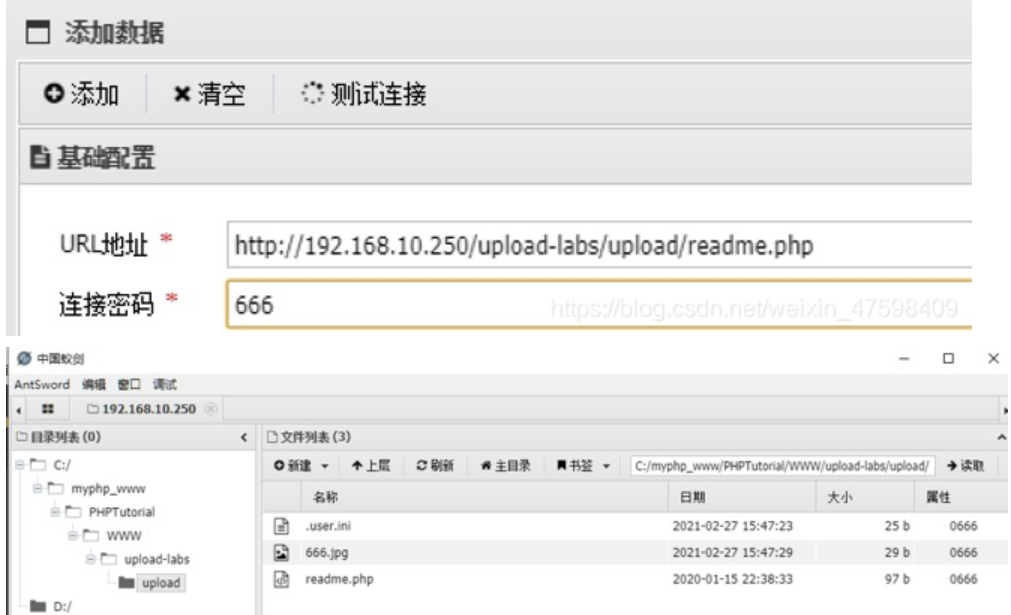 添加数据
添加 清空 测试连接
基础配置
URL地址 * http://192.168.10.250/upload-labs/upload/readme.php
连接密码 * 666
https://blog.csdn.net/weixin_47598409
中国蚁剑
AntSword 编辑 窗口 调试
192.168.10.250
目录列表 (0)
文件列表 (3)
新建 上层 刷新 主目录 书签 C:/myphp_www/PHPTutorial/WWW/upload-labs/upload/ 读取
名称 日期 大小 属性
C:/
myphp_www
PHPTutorial
WWW
upload-labs
upload
D:/
.user.ini 2021-02-27 15:47:23 25 b 0666
666.jpg 2021-02-27 15:47:29 29 b 0666
readme.php 2020-01-15 22:38:33 97 b 0666